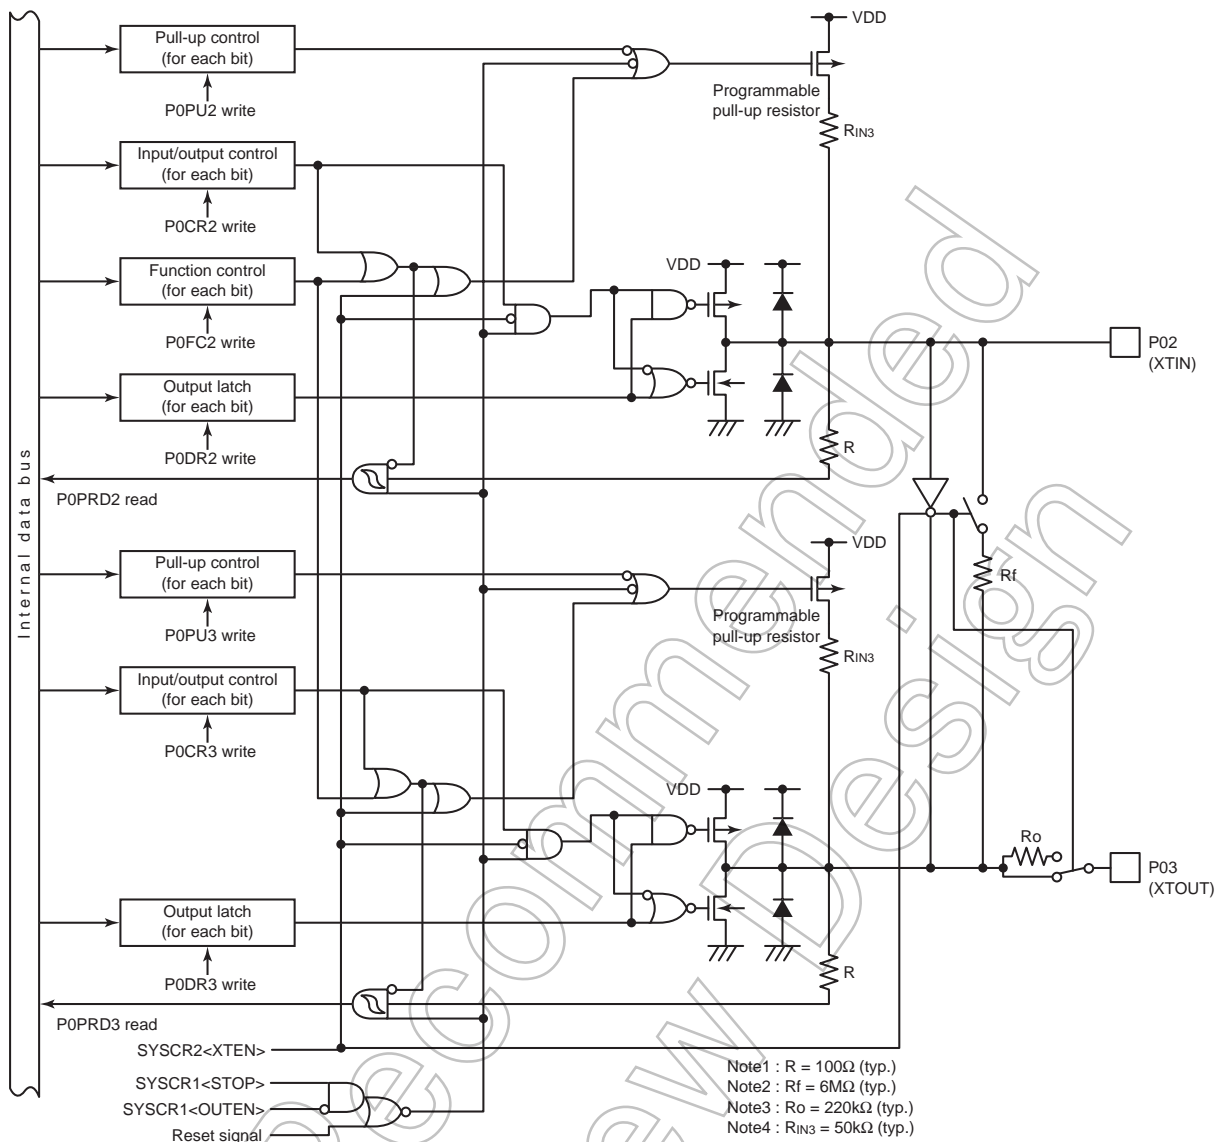 Internal data bus
VDD
Pull-up control
(for each bit)
P0PU2 write
Programmable
pull-up resistor
RIN3
Input/output control
(for each bit)
P0CR2 write
Function control
(for each bit)
P0FC2 write
VDD
P02
(XTIN)
Output latch
(for each bit)
P0DR2 write
R
P0PRD2 read
VDD
Pull-up control
(for each bit)
P0PU3 write
Rf
Programmable
pull-up resistor
RIN3
Input/output control
(for each bit)
P0CR3 write
VDD
Ro
P03
(XTOUT)
Output latch
(for each bit)
P0DR3 write
R
P0PRD3 read
SYSCR2<XTEN>
SYSCR1<STOP>
SYSCR1<OUTEN>
Reset signal
Note1 : R = 100Ω (typ.)
Note2 : Rf = 6MΩ (typ.)
Note3 : Ro = 220kΩ (typ.)
Note4 : RIN3 = 50kΩ (typ.)
Recommended
ew Design